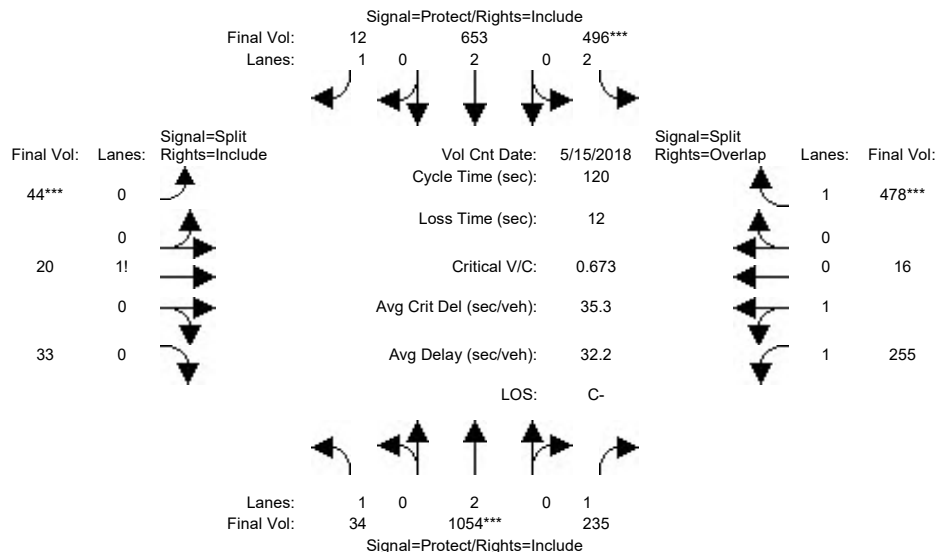 Signal=Protect/Rights=Include
Final Vol: 12 653 496***
Lanes: 1 0 2 0 2
Signal=Split
Final Vol: Lanes: Rights=Include
Vol Cnt Date: 5/15/2018
Signal=Split
Rights=Overlap Lanes: Final Vol:
Cycle Time (sec): 120
44*** 0 1 478***
Loss Time (sec): 12
0 0
20 1! Critical V/C: 0.673 0 16
0 Avg Crit Del (sec/veh): 35.3 1
33 0 Avg Delay (sec/veh): 32.2 1 255
LOS: C-
Lanes: 1 0 2 0 1
Final Vol: 34 1054*** 235
Signal=Protect/Rights=Include